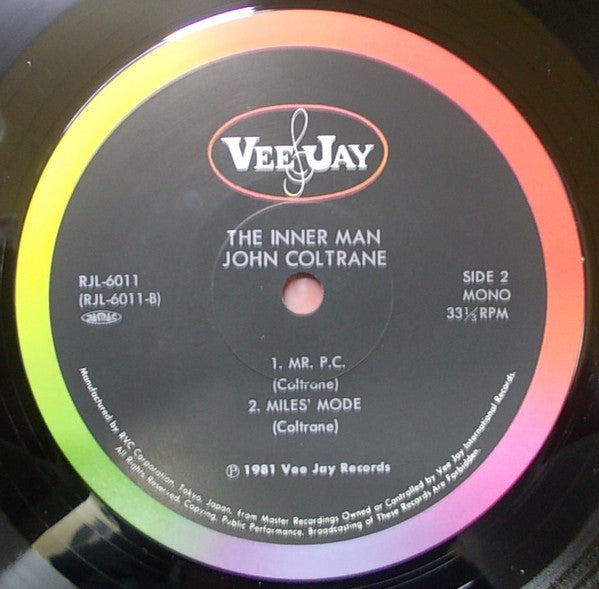 VEE JAY
THE INNER MAN
JOHN COLTRANE
RJL-6011
(RJL-6011-B)
SIDE 2
MONO
33⅓ RPM
1. MR. P.C.
(Coltrane)
2. MILES' MODE
(Coltrane)
Ⓟ 1981 Vee Jay Records
Manufactured by RVC Corporation, Tokyo, Japan, from Master Recordings Owned or Controlled by Vee Jay International Records.
All Rights Reserved. Copying, Public Performance, Broadcasting of These Records Are Forbidden.